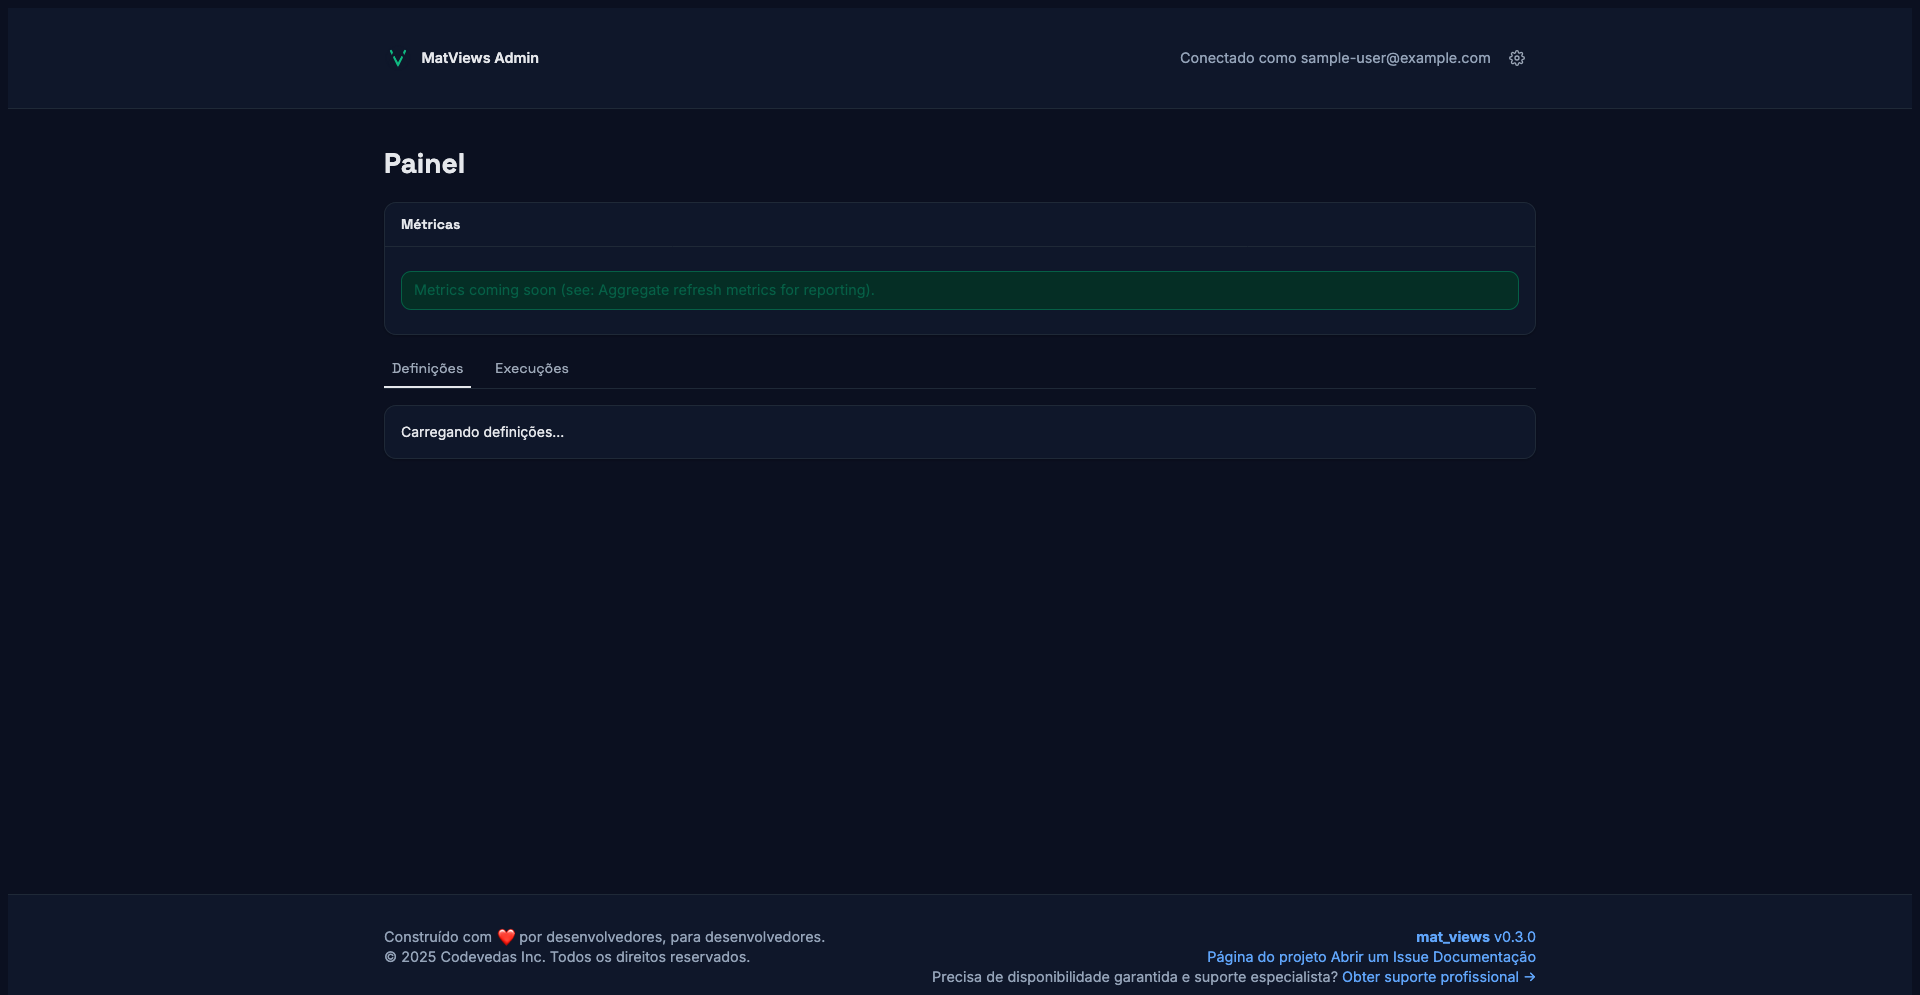 MatViews Admin
Conectado como sample-user@example.com
Painel
Métricas
Metrics coming soon (see: Aggregate refresh metrics for reporting).
Definições
Execuções
Carregando definições...
Construído com ❤️ por desenvolvedores, para desenvolvedores.
© 2025 Codevedas Inc. Todos os direitos reservados.
mat_views v0.3.0
Página do projeto Abrir um Issue Documentação
Precisa de disponibilidade garantida e suporte especialista? Obter suporte profissional →